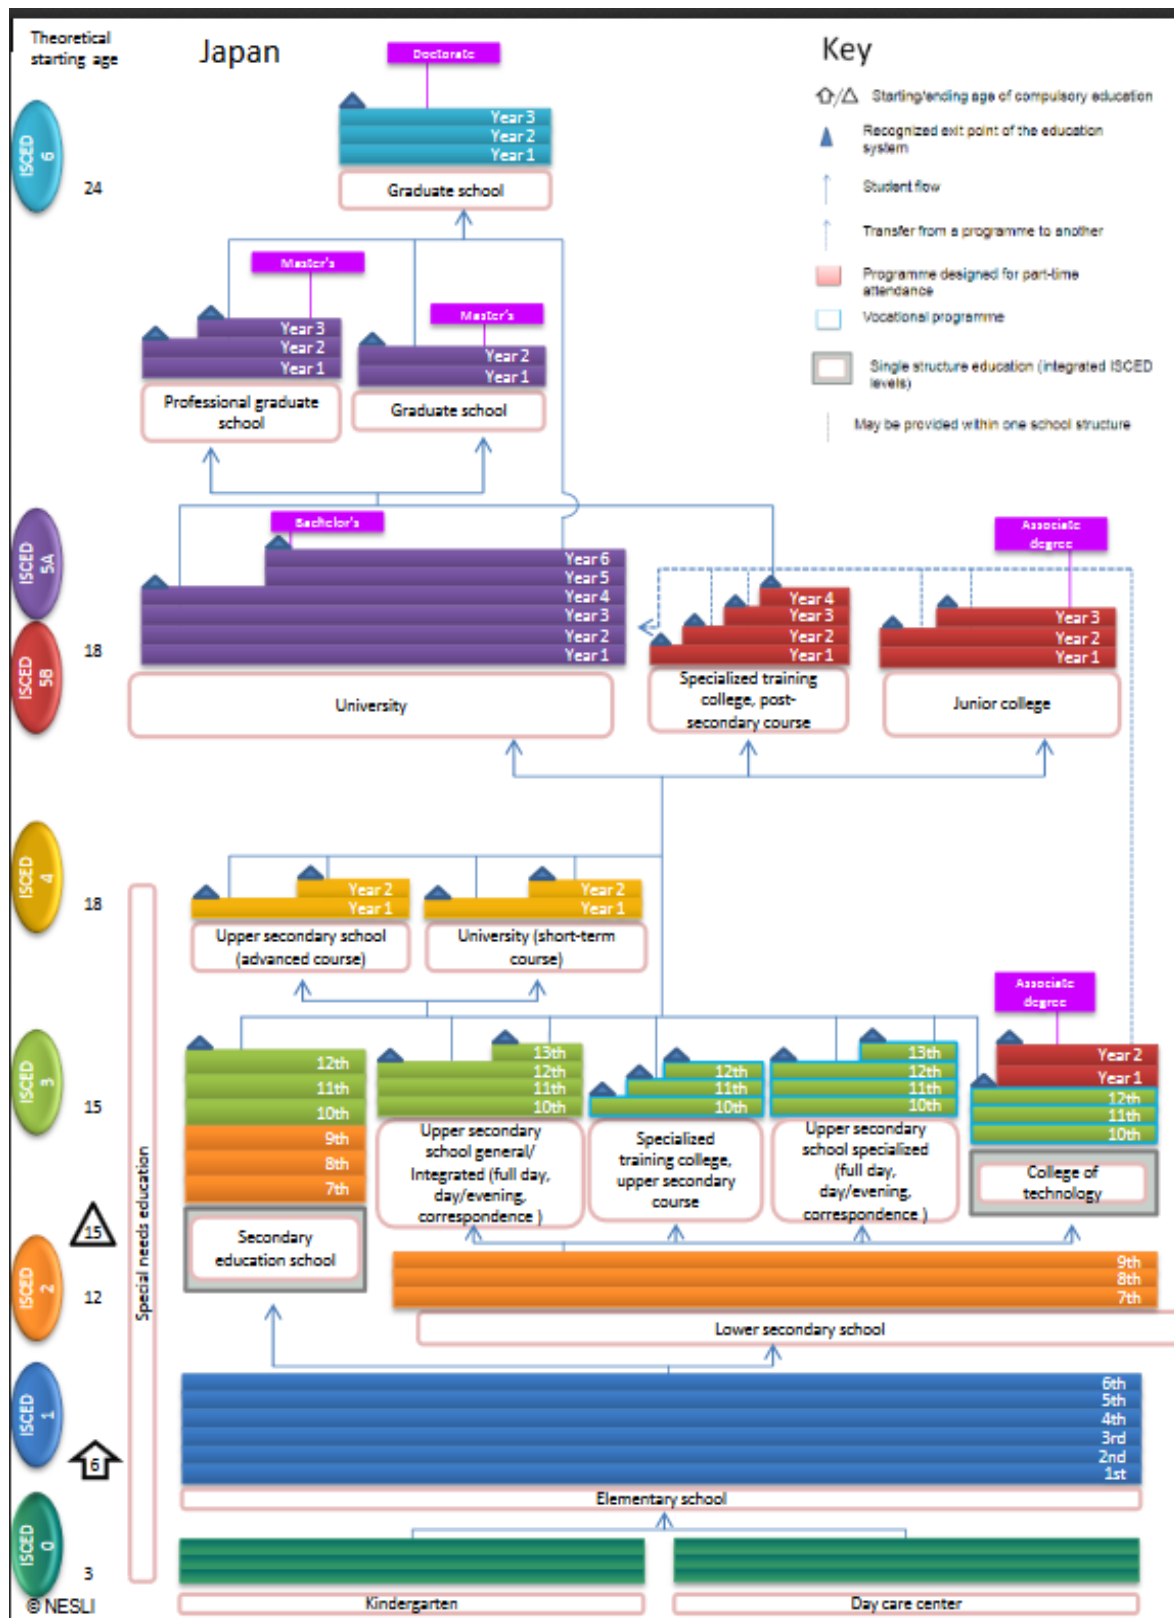 Theoretical
starting age
Japan
Key
Doctorate
Starting/ending age of compulsory education
Recognized exit point of the education
system
Student flow
Transfer from a programme to another
Programme designed for part-time
attendance
Vocational programme
Single structure education (integrated ISCED
levels)
May be provided within one school structure
ISCED
6
24
Year 3
Year 2
Year 1
Graduate school
Master's
Year 3
Year 2
Year 1
Professional graduate
school
Master's
Year 2
Year 1
Graduate school
ISCED
5A
ISCED
5B
18
Bachelor's
Year 6
Year 5
Year 4
Year 3
Year 2
Year 1
University
Year 4
Year 3
Year 2
Year 1
Specialized training
college, post-
secondary course
Associate
degree
Year 3
Year 2
Year 1
Junior college
ISCED
4
18
Year 2
Year 1
Upper secondary school
(advanced course)
Year 2
Year 1
University (short-term
course)
Special needs education
ISCED
3
15
12th
11th
10th
9th
8th
7th
Secondary
education school
13th
12th
11th
10th
Upper secondary
school general/
Integrated (full day,
day/evening,
correspondence )
12th
11th
10th
Specialized
training college,
upper secondary
course
13th
12th
11th
10th
Upper secondary
school specialized
(full day,
day/evening,
correspondence )
Associate
degree
Year 2
Year 1
12th
11th
10th
College of
technology
15
ISCED
2
12
9th
8th
7th
Lower secondary school
ISCED
1
6
6th
5th
4th
3rd
2nd
1st
Elementary school
ISCED
0
3
Kindergarten
Day care center
© NESLI